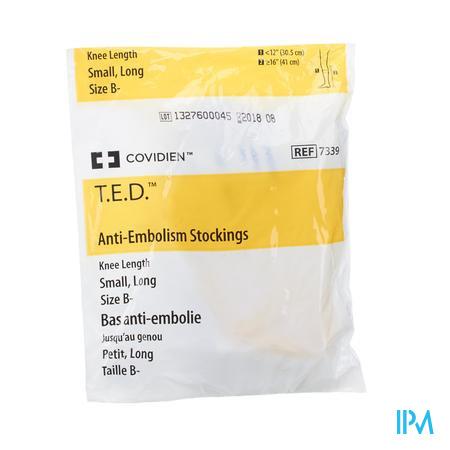 Knee Length
Small, Long
Size B-
1 <12" (30.5 cm)
2 ≥16" (41 cm)
LOT 1327600045 2018 08
COVIDIEN™
REF 7339
T.E.D.™
Anti-Embolism Stockings
Knee Length
Small, Long
Size B-
Bas anti-embolie
Jusqu'au genou
Petit, Long
Taille B-
IPM